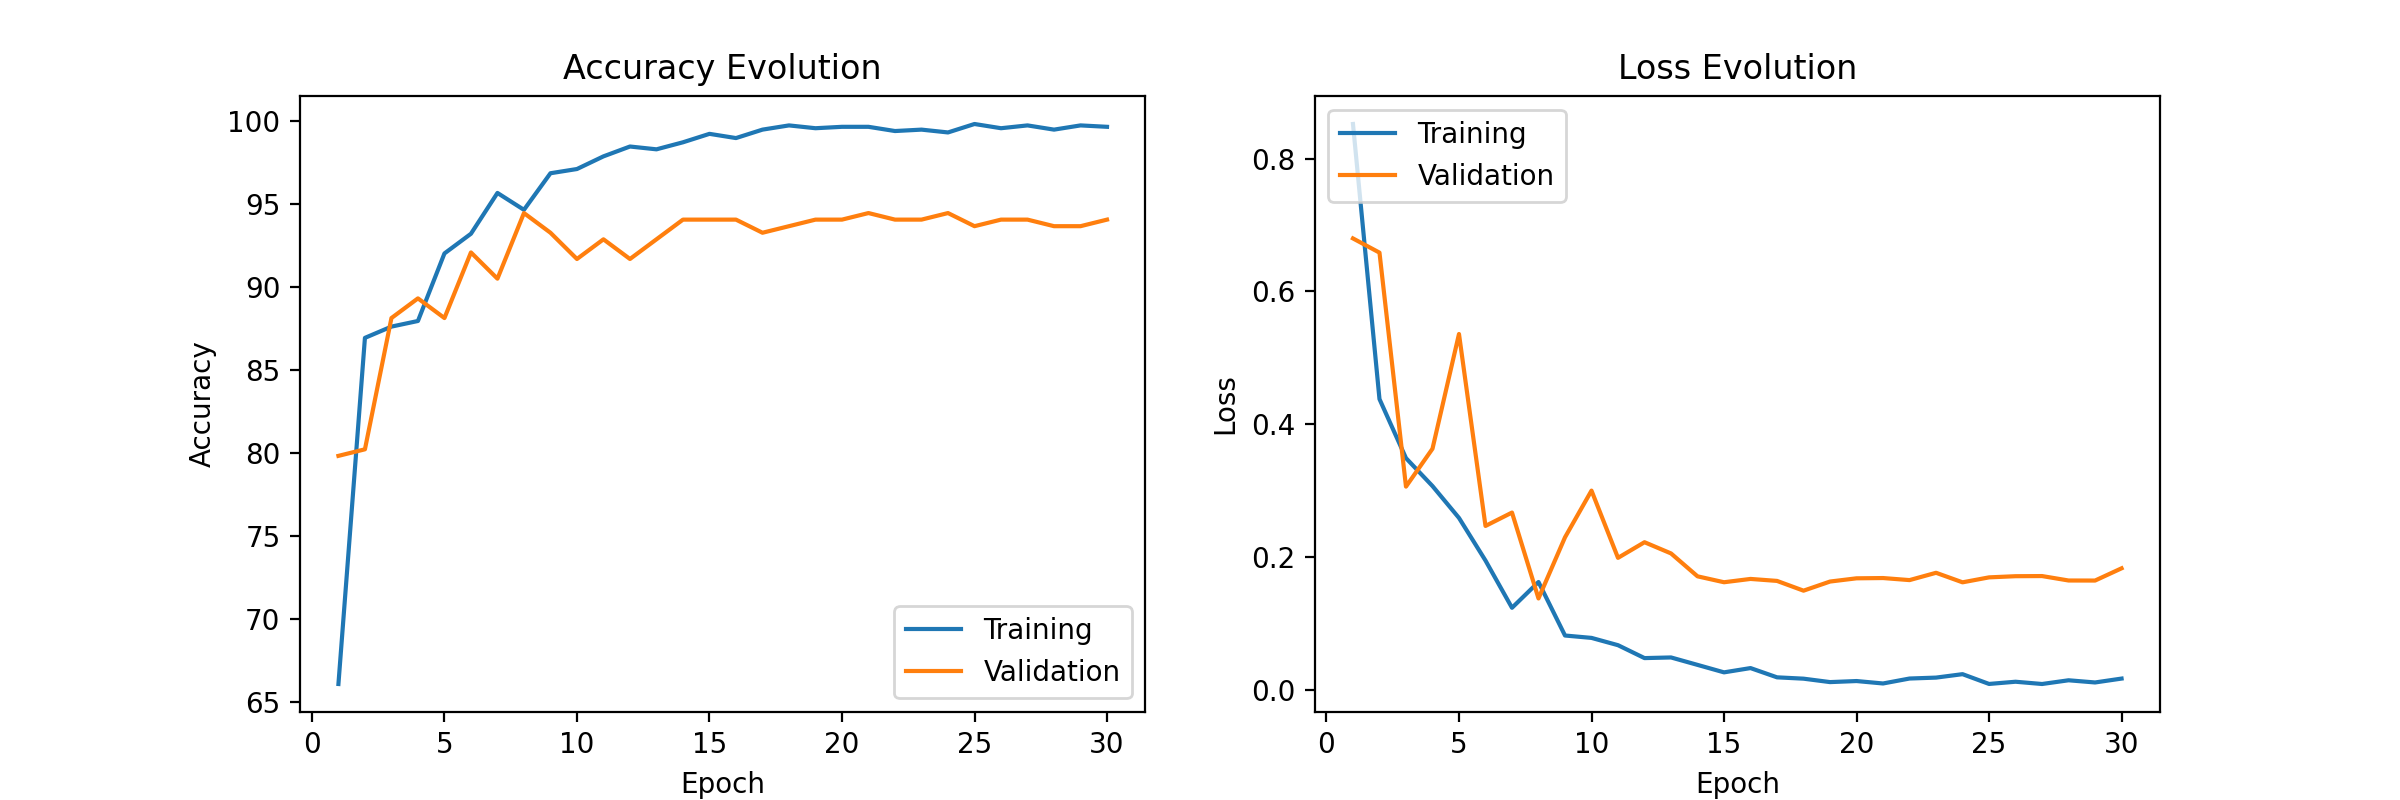 Accuracy Evolution
100
95
90
85
80
75
70
65
Accuracy
0 5 10 15 20 25 30
Epoch
Training
Validation
Loss Evolution
0.8
0.6
0.4
0.2
0.0
Loss
0 5 10 15 20 25 30
Epoch
Training
Validation